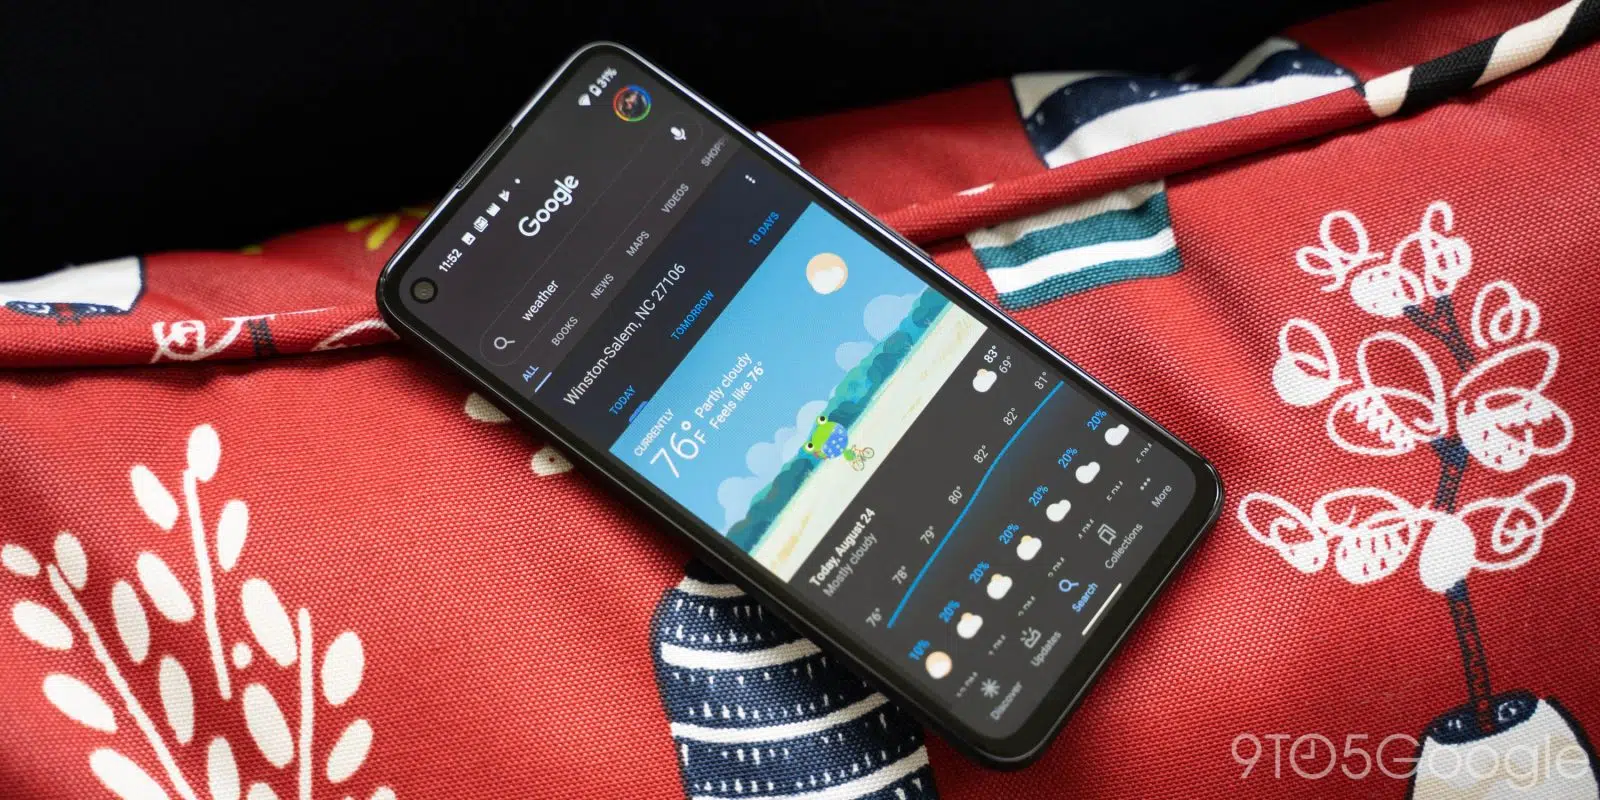 11:52
31%
Google
weather
ALL BOOKS NEWS MAPS VIDEOS SHOPP
Winston-Salem, NC 27106
TODAY TOMORROW 10 DAYS
CURRENTLY
76°F
Partly cloudy
Feels like 76°
Today, August 24
Mostly cloudy
83°
69°
76° 78° 79° 80° 82° 82° 81°
10% 20% 20% 20% 20% 20% 20%
Discover Updates Search Collections More
9TO5Google